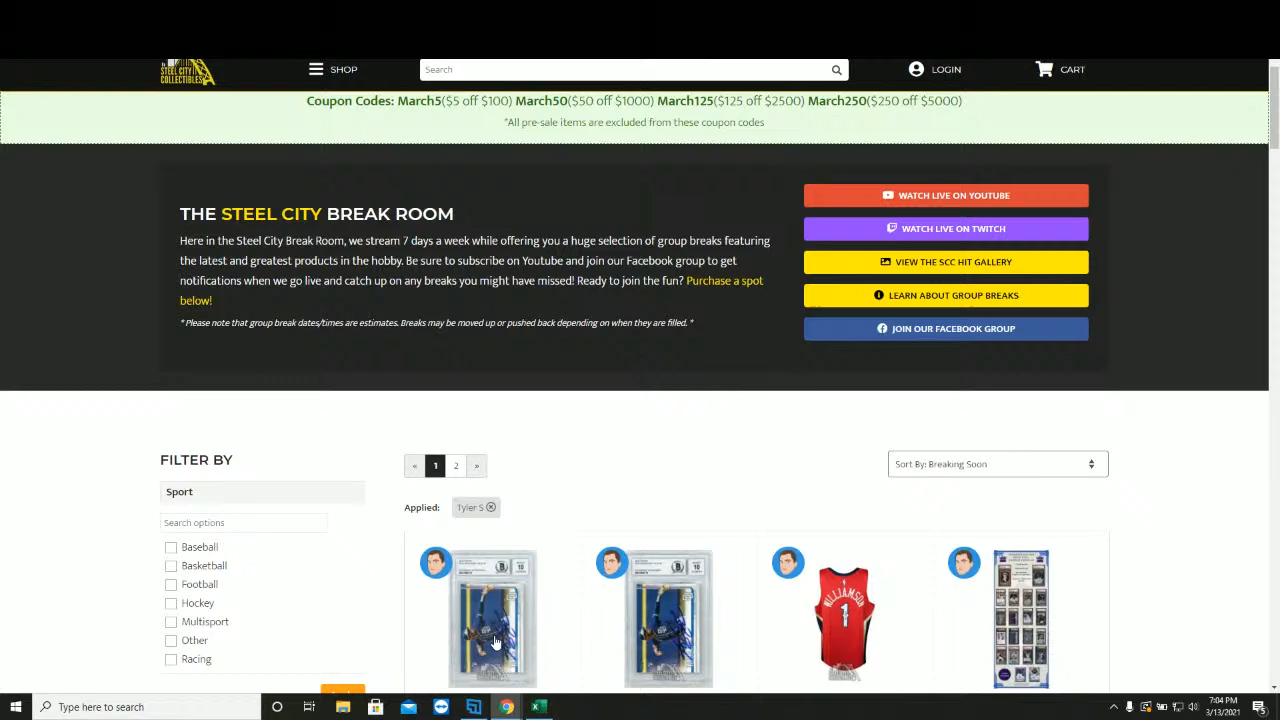 STEEL CITY
COLLECTIBLES
SHOP
Search
LOGIN
CART
Coupon Codes: March5($5 off $100) March50($50 off $1000) March125($125 off $2500) March250($250 off $5000)
*All pre-sale items are excluded from these coupon codes
THE STEEL CITY BREAK ROOM
Here in the Steel City Break Room, we stream 7 days a week while offering you a huge selection of group breaks featuring
the latest and greatest products in the hobby. Be sure to subscribe on Youtube and join our Facebook group to get
notifications when we go live and catch up on any breaks you might have missed! Ready to join the fun? Purchase a spot
below!
* Please note that group break dates/times are estimates. Breaks may be moved up or pushed back depending on when they are filled. *
WATCH LIVE ON YOUTUBE
WATCH LIVE ON TWITCH
VIEW THE SCC HIT GALLERY
LEARN ABOUT GROUP BREAKS
JOIN OUR FACEBOOK GROUP
FILTER BY
Sport
Search options
Baseball
Basketball
Football
Hockey
Multisport
Other
Racing
« 1 2 »
Sort By: Breaking Soon
Applied: Tyler S
10
10
WILLIAMSON
1
Type here to search
7:04 PM
3/13/2021